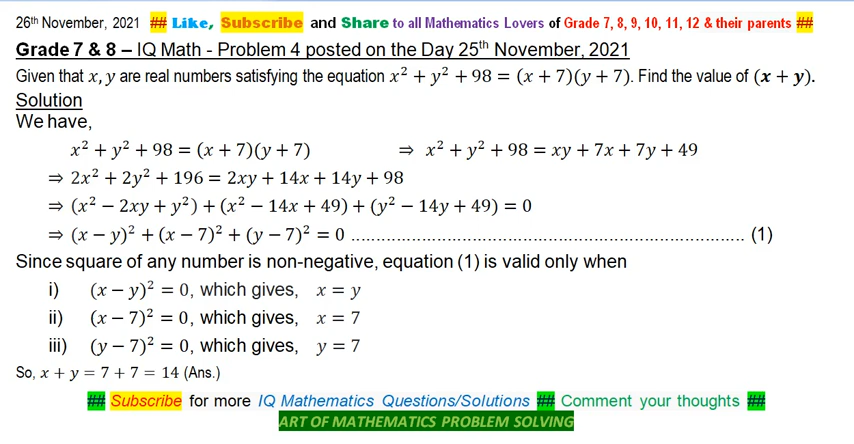 26th November, 2021 ## Like, Subscribe and Share to all Mathematics Lovers of Grade 7, 8, 9, 10, 11, 12 & their parents ##
Grade 7 & 8 – IQ Math - Problem 4 posted on the Day 25th November, 2021
Given that x, y are real numbers satisfying the equation x² + y² + 98 = (x + 7)(y + 7). Find the value of (x + y).
Solution
We have,
x² + y² + 98 = (x + 7)(y + 7) ⇒ x² + y² + 98 = xy + 7x + 7y + 49
⇒ 2x² + 2y² + 196 = 2xy + 14x + 14y + 98
⇒ (x² − 2xy + y²) + (x² − 14x + 49) + (y² − 14y + 49) = 0
⇒ (x − y)² + (x − 7)² + (y − 7)² = 0 ........................................................................... (1)
Since square of any number is non-negative, equation (1) is valid only when
i) (x − y)² = 0, which gives, x = y
ii) (x − 7)² = 0, which gives, x = 7
iii) (y − 7)² = 0, which gives, y = 7
So, x + y = 7 + 7 = 14 (Ans.)
## Subscribe for more IQ Mathematics Questions/Solutions ## Comment your thoughts ##
ART OF MATHEMATICS PROBLEM SOLVING